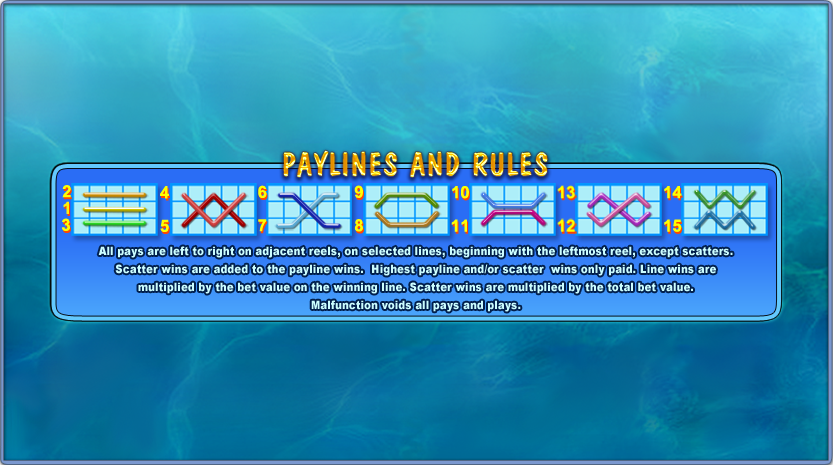 PAYLINES AND RULES
2 4 6 9 10 13 14
1
3 5 7 8 11 12 15
All pays are left to right on adjacent reels, on selected lines, beginning with the leftmost reel, except scatters.
Scatter wins are added to the payline wins. Highest payline and/or scatter wins only paid. Line wins are
multiplied by the bet value on the winning line. Scatter wins are multiplied by the total bet value.
Malfunction voids all pays and plays.